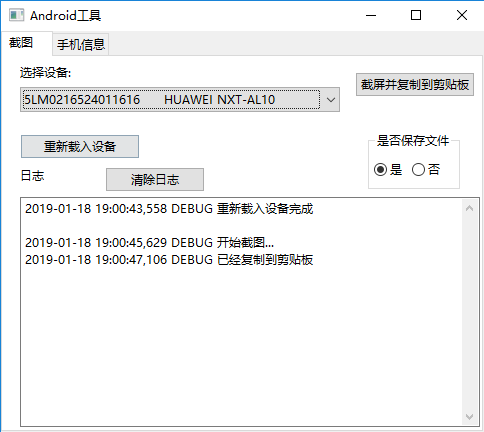 Android工具
截图 手机信息
选择设备:
5LM0216524011616 HUAWEI NXT-AL10
截屏并复制到剪贴板
重新载入设备
是否保存文件
是 否
日志
清除日志
2019-01-18 19:00:43,558 DEBUG 重新载入设备完成
2019-01-18 19:00:45,629 DEBUG 开始截图...
2019-01-18 19:00:47,106 DEBUG 已经复制到剪贴板